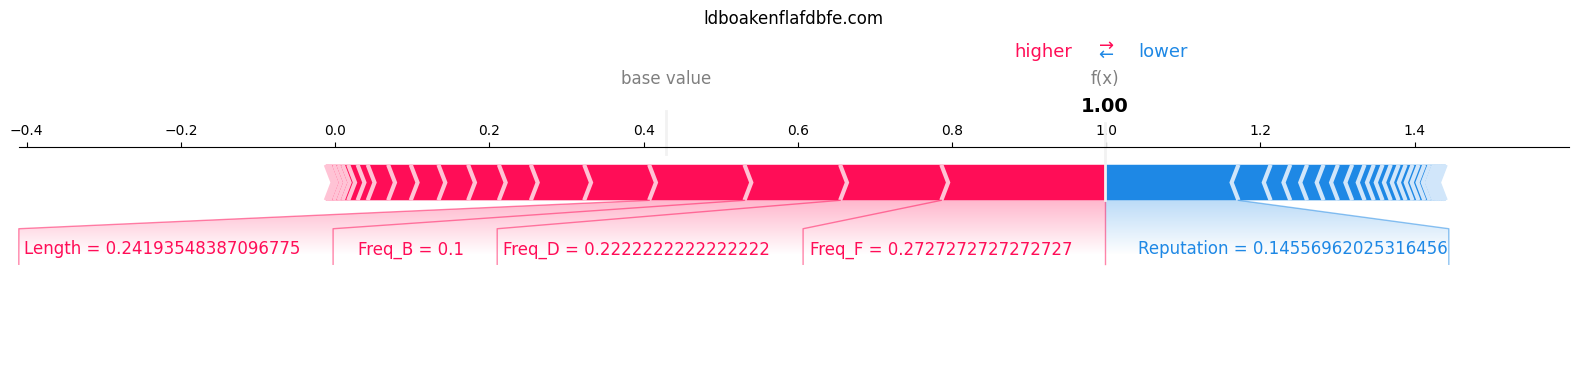 ldboakenflafdbfe.com
higher ⇄ lower
base value f(x)
1.00
−0.4 −0.2 0.0 0.2 0.4 0.6 0.8 1.0 1.2 1.4
Length = 0.24193548387096775 Freq_B = 0.1 Freq_D = 0.2222222222222222 Freq_F = 0.2727272727272727 Reputation = 0.14556962025316456